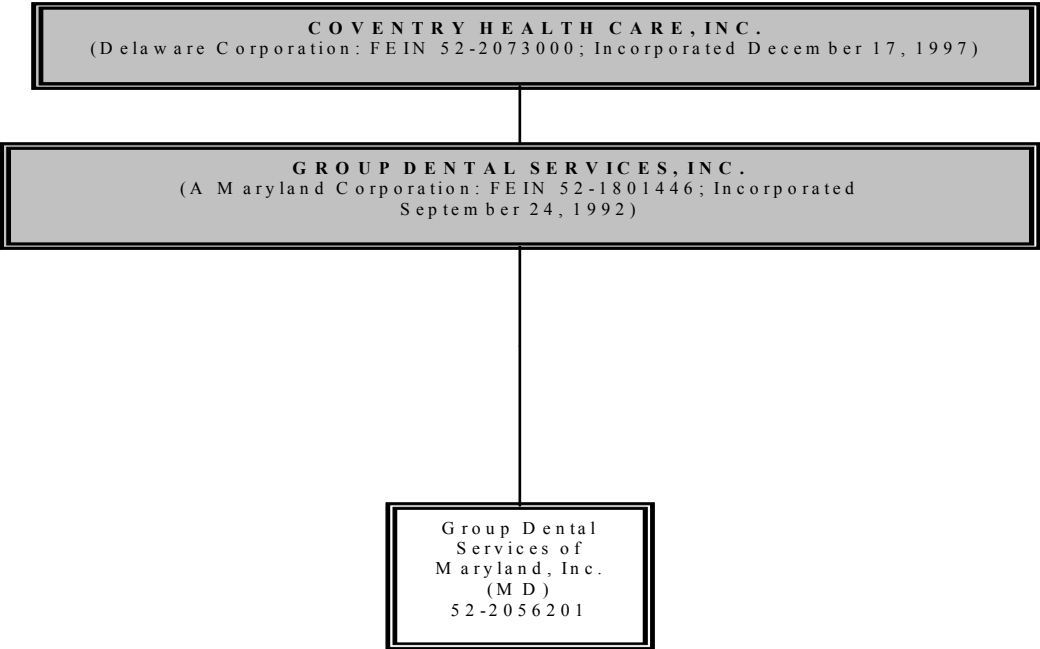 COVENTRY HEALTH CARE, INC.
(Delaware Corporation: FEIN 52-2073000; Incorporated December 17, 1997)
GROUP DENTAL SERVICES, INC.
(A Maryland Corporation: FEIN 52-1801446; Incorporated
September 24, 1992)
Group Dental
Services of
Maryland, Inc.
(MD)
52-2056201